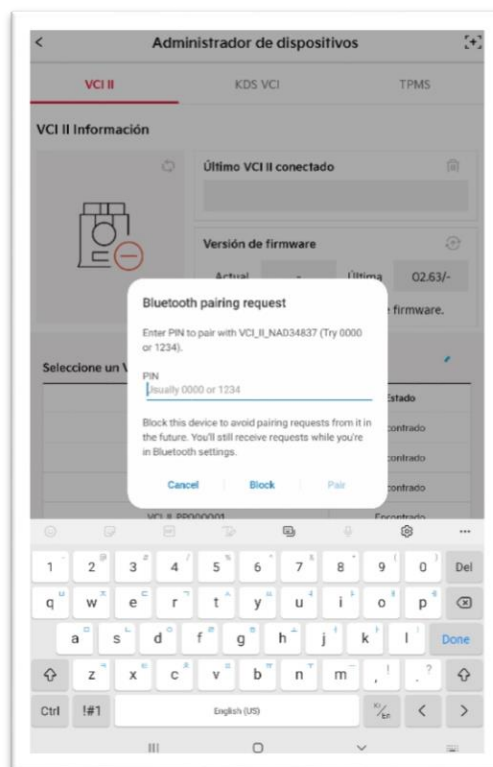 Administrador de dispositivos
VCI II KDS VCI TPMS
VCI II Información
Último VCI II conectado
Versión de firmware
Actual - Última 02.63/-
firmware.
Bluetooth pairing request
Enter PIN to pair with VCI_II_NAD34837 (Try 0000
or 1234).
PIN
Usually 0000 or 1234
Block this device to avoid pairing requests from it in
the future. You'll still receive requests while you're
in Bluetooth settings.
Cancel Block Pair
Seleccione un V
Estado
contrado
contrado
contrado
VCI_II_PP000001 Encontrado
1 2 3 4 5 6 7 8 9 0 Del
q w e r t y u i o p
a s d f g h j k l Done
z x c v b n m , ! . ?
Ctrl !#1 English (US) < >